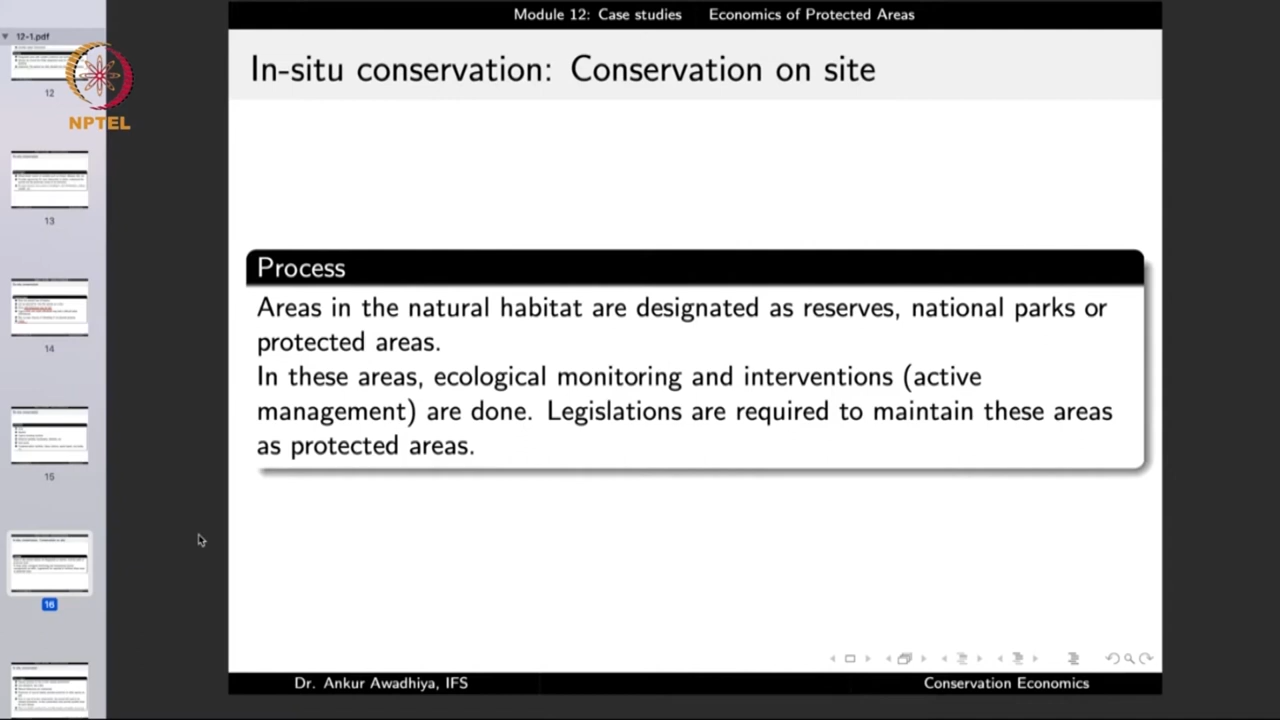 Module 12: Case studies Economics of Protected Areas
12-1.pdf
NPTEL
In-situ conservation: Conservation on site
12
13
14
15
16
Process
Areas in the natural habitat are designated as reserves, national parks or
protected areas.
In these areas, ecological monitoring and interventions (active
management) are done. Legislations are required to maintain these areas
as protected areas.
Dr. Ankur Awadhiya, IFS
Conservation Economics